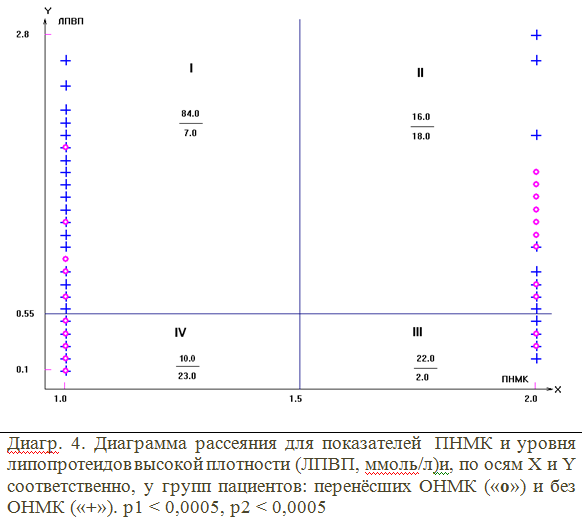 Y
ЛПВП
2.8
I
II
84.0
7.0
16.0
18.0
0.55
IV
III
10.0
23.0
22.0
2.0
0.1
ПНМК
X
1.0
1.5
2.0
Диагр. 4. Диаграмма рассеяния для показателей ПНМК и уровня
липопротеидов высокой плотности (ЛПВП, ммоль/л)и, по осям X и Y
соответственно, у групп пациентов: перенёсших ОНМК («о») и без
ОНМК («+»). p1 < 0,0005, p2 < 0,0005